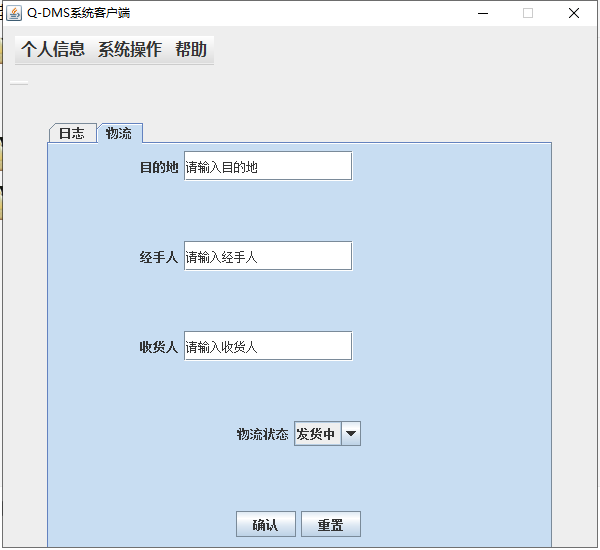 Q-DMS系统客户端
个人信息 系统操作 帮助
日志 物流
目的地 请输入目的地
经手人 请输入经手人
收货人 请输入收货人
物流状态 发货中
确认 重置